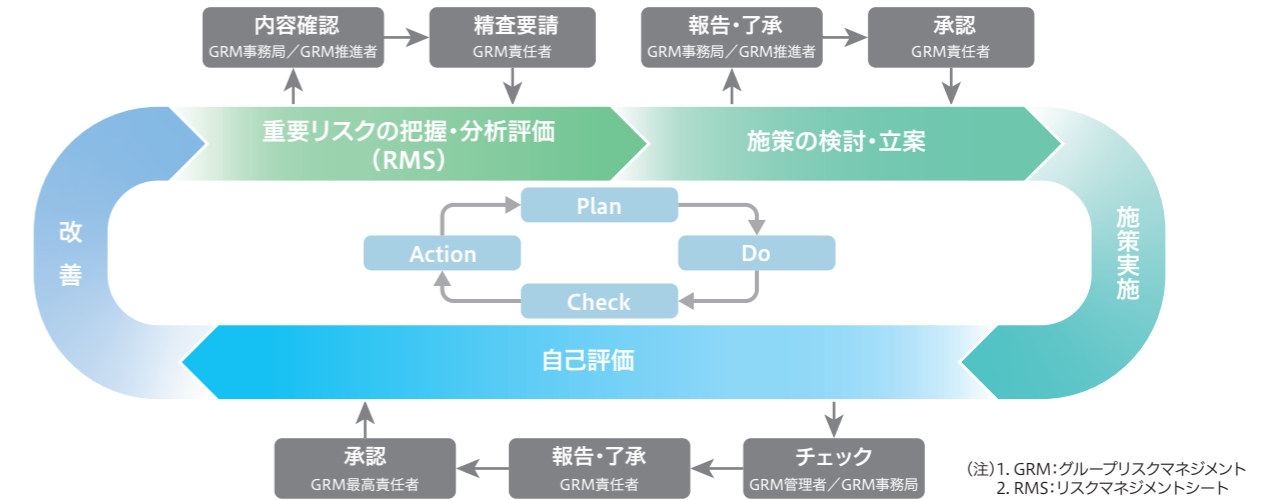 内容確認
GRM事務局／GRM推進者
精査要請
GRM責任者
報告・了承
GRM事務局／GRM推進者
承認
GRM責任者
重要リスクの把握・分析評価
（RMS）
施策の検討・立案
改善
Plan
Action
Do
Check
施策実施
自己評価
承認
GRM最高責任者
報告・了承
GRM責任者
チェック
GRM管理者／GRM事務局
（注）1. GRM：グループリスクマネジメント
2. RMS：リスクマネジメントシート